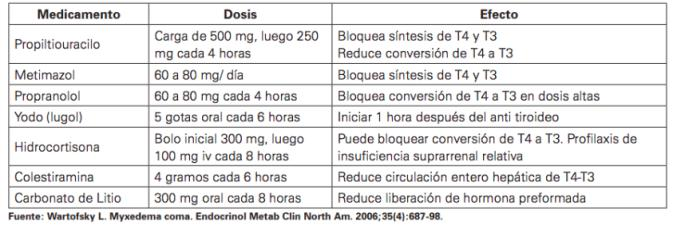 Medicamento Dosis Efecto
Propiltiouracilo Carga de 500 mg, luego 250 mg cada 4 horas Bloquea síntesis de T4 y T3
Reduce conversión de T4 a T3
Metimazol 60 a 80 mg/ día Bloquea síntesis de T4 y T3
Propranolol 60 a 80 mg cada 4 horas Bloquea conversión de T4 a T3 en dosis altas
Yodo (lugol) 5 gotas oral cada 6 horas Iniciar 1 hora después del anti tiroideo
Hidrocortisona Bolo inicial 300 mg, luego 100 mg iv cada 8 horas Puede bloquear conversión de T4 a T3. Profilaxis de insuficiencia suprarrenal relativa
Colestiramina 4 gramos cada 6 horas Reduce circulación entero hepática de T4-T3
Carbonato de Litio 300 mg oral cada 8 horas Reduce liberación de hormona preformada
Fuente: Wartofsky L. Myxedema coma. Endocrinol Metab Clin North Am. 2006;35(4):687-98.